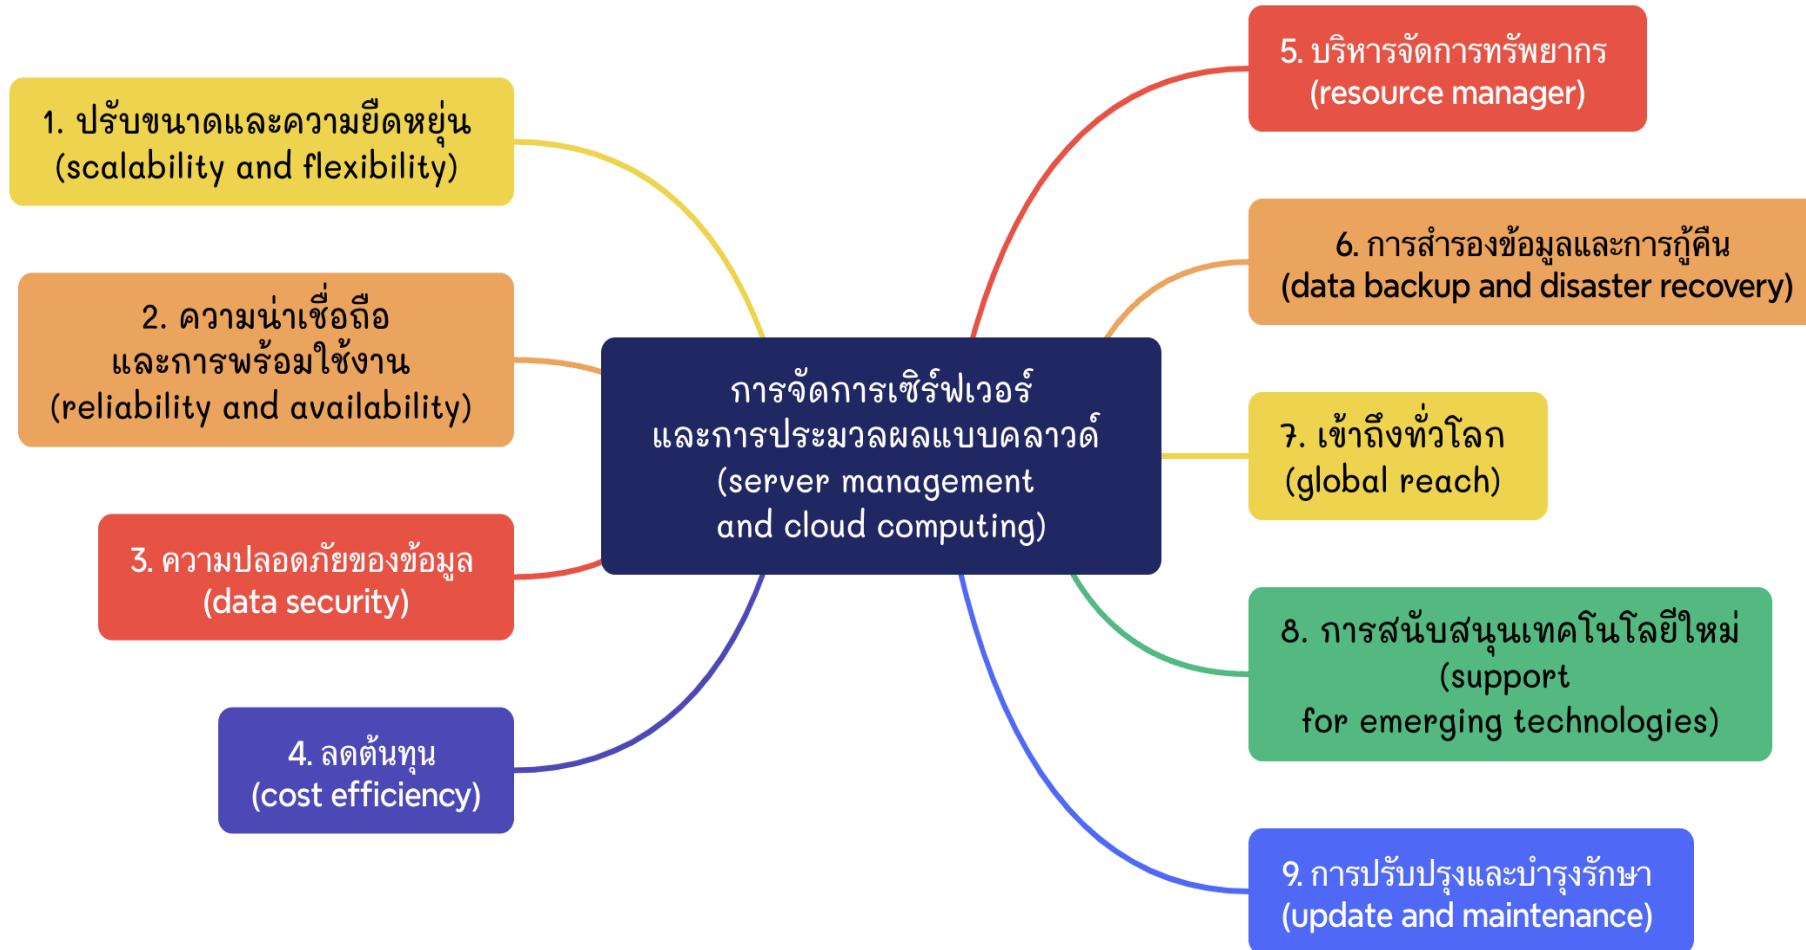 1. ปรับขนาดและความยืดหยุ่น
(scalability and flexibility)
2. ความน่าเชื่อถือ
และการพร้อมใช้งาน
(reliability and availability)
3. ความปลอดภัยของข้อมูล
(data security)
4. ลดต้นทุน
(cost efficiency)
การจัดการเซิร์ฟเวอร์
และการประมวลผลแบบคลาวด์
(server management
and cloud computing)
5. บริหารจัดการทรัพยากร
(resource manager)
6. การสำรองข้อมูลและการกู้คืน
(data backup and disaster recovery)
7. เข้าถึงทั่วโลก
(global reach)
8. การสนับสนุนเทคโนโลยีใหม่
(support
for emerging technologies)
9. การปรับปรุงและบำรุงรักษา
(update and maintenance)